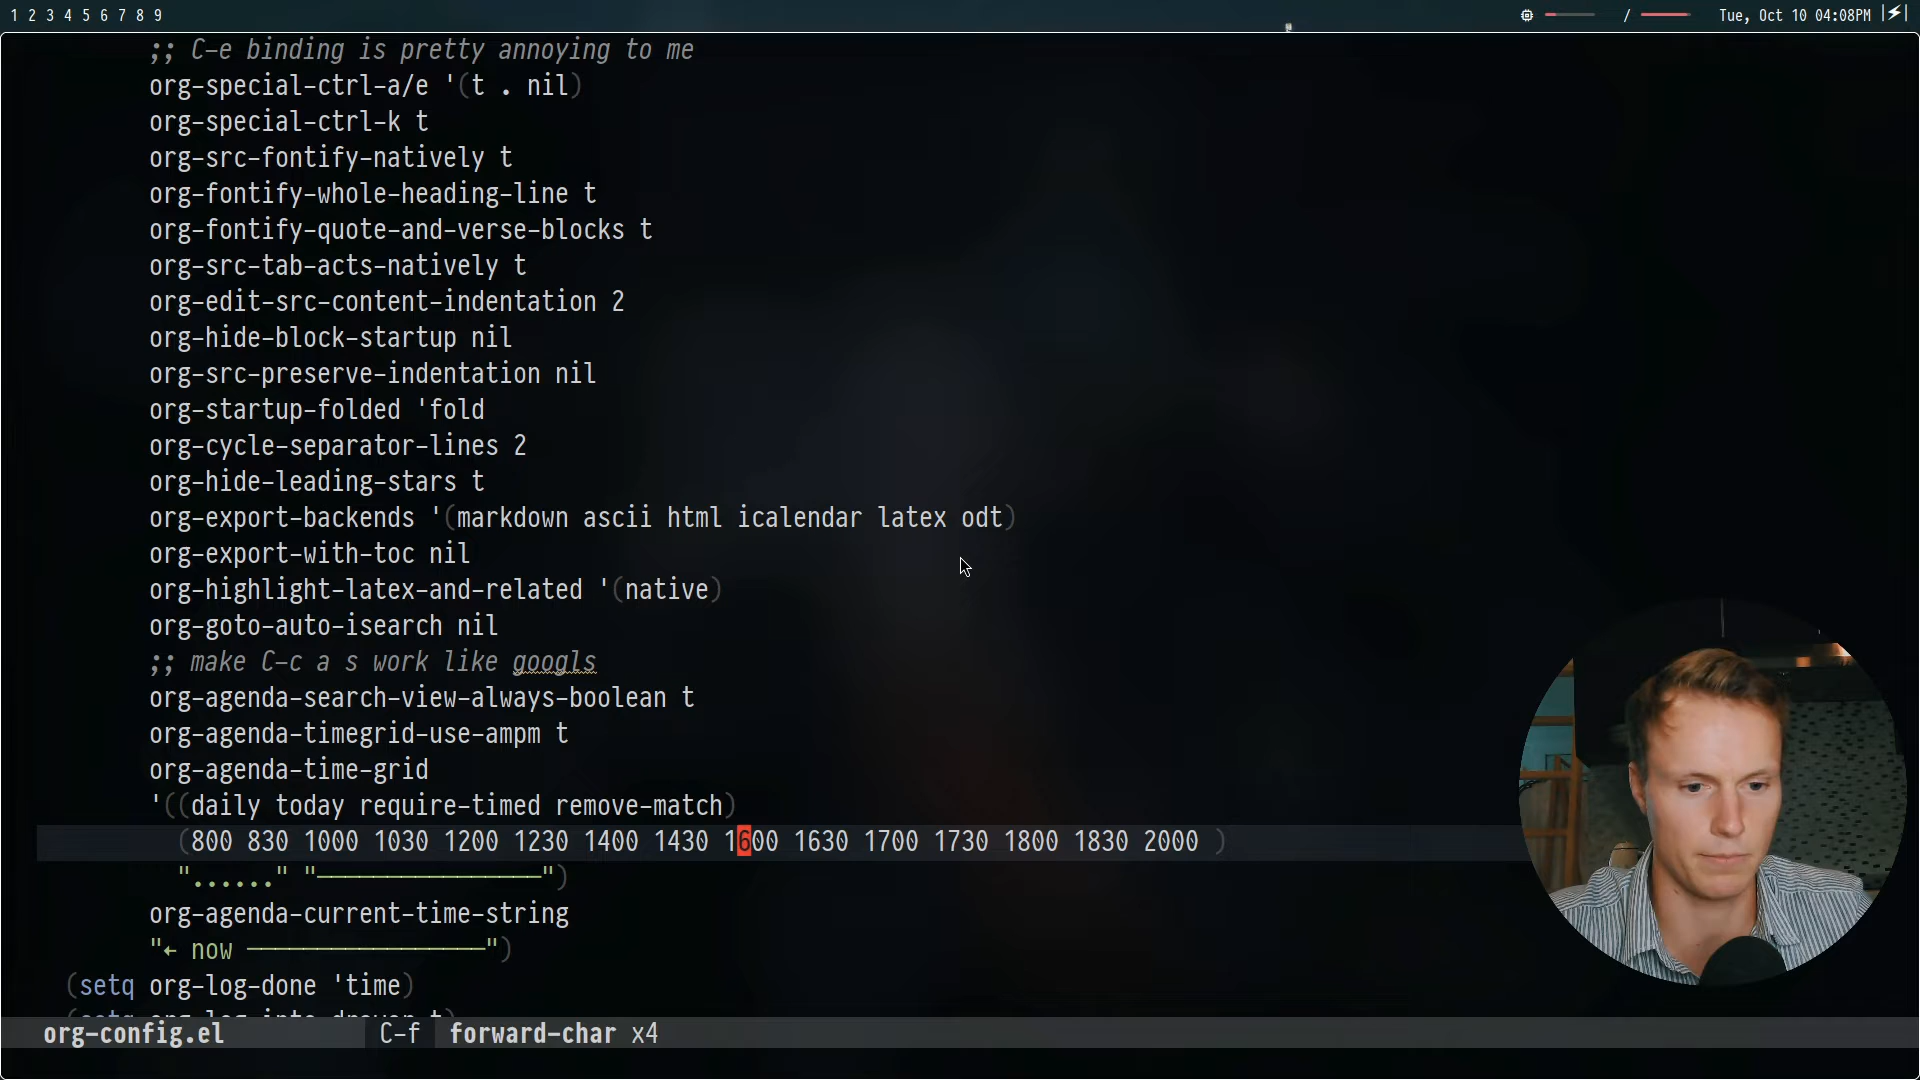 1 2 3 4 5 6 7 8 9 / Tue, Oct 10 04:08PM
;; C-e binding is pretty annoying to me
org-special-ctrl-a/e '(t . nil)
org-special-ctrl-k t
org-src-fontify-natively t
org-fontify-whole-heading-line t
org-fontify-quote-and-verse-blocks t
org-src-tab-acts-natively t
org-edit-src-content-indentation 2
org-hide-block-startup nil
org-src-preserve-indentation nil
org-startup-folded 'fold
org-cycle-separator-lines 2
org-hide-leading-stars t
org-export-backends '(markdown ascii html icalendar latex odt)
org-export-with-toc nil
org-highlight-latex-and-related '(native)
org-goto-auto-isearch nil
;; make C-c a s work like googls
org-agenda-search-view-always-boolean t
org-agenda-timegrid-use-ampm t
org-agenda-time-grid
'((daily today require-timed remove-match)
(800 830 1000 1030 1200 1230 1400 1430 1600 1630 1700 1730 1800 1830 2000 )
"......" "────────────────")
org-agenda-current-time-string
"← now ─────────────────")
(setq org-log-done 'time)
(setq org-log-into-drawer t)
org-config.el C-f forward-char x4